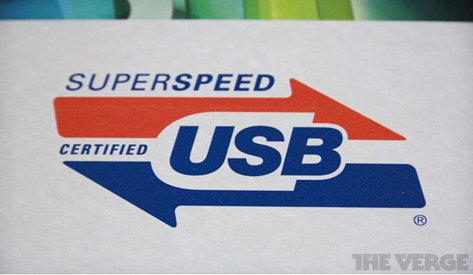 SUPERSPEED
CERTIFIED USB
®
THE VERGE